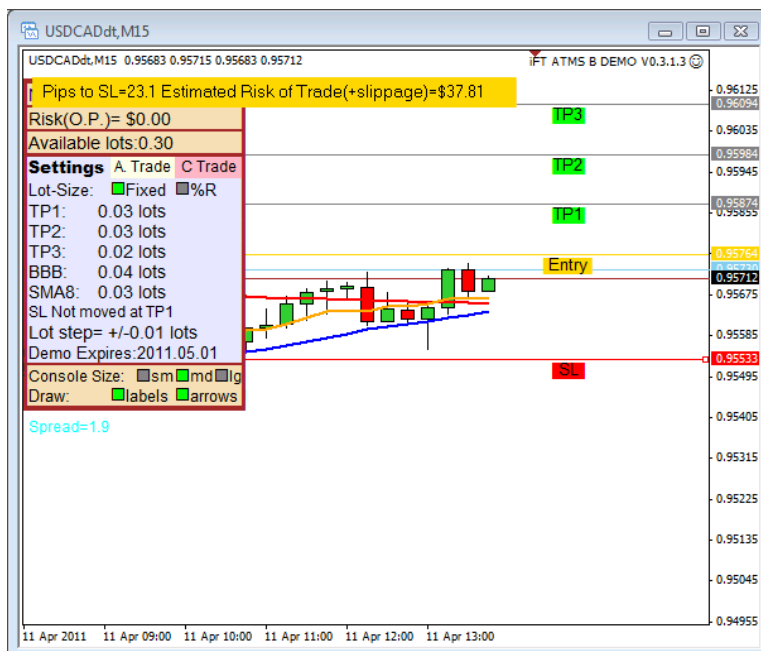 USDCADdt,M15
USDCADdt,M15 0.95683 0.95715 0.95683 0.95712
iFT ATMS B DEMO V0.3.1.3
Pips to SL=23.1 Estimated Risk of Trade(+slippage)=$37.81
Risk(O.P.)= $0.00
Available lots:0.30
Settings A. Trade C Trade
Lot-Size: Fixed %R
TP1: 0.03 lots
TP2: 0.03 lots
TP3: 0.02 lots
BBB: 0.04 lots
SMA8: 0.03 lots
SL Not moved at TP1
Lot step= +/-0.01 lots
Demo Expires:2011.05.01
Console Size: sm md lg
Draw: labels arrows
Spread=1.9
TP3
TP2
TP1
Entry
SL
0.96125
0.96094
0.96035
0.95984
0.95945
0.95874
0.95855
0.95764
0.95730
0.95712
0.95675
0.95585
0.95533
0.95495
0.95405
0.95315
0.95225
0.95135
0.95045
0.94955
11 Apr 2011 11 Apr 09:00 11 Apr 10:00 11 Apr 11:00 11 Apr 12:00 11 Apr 13:00